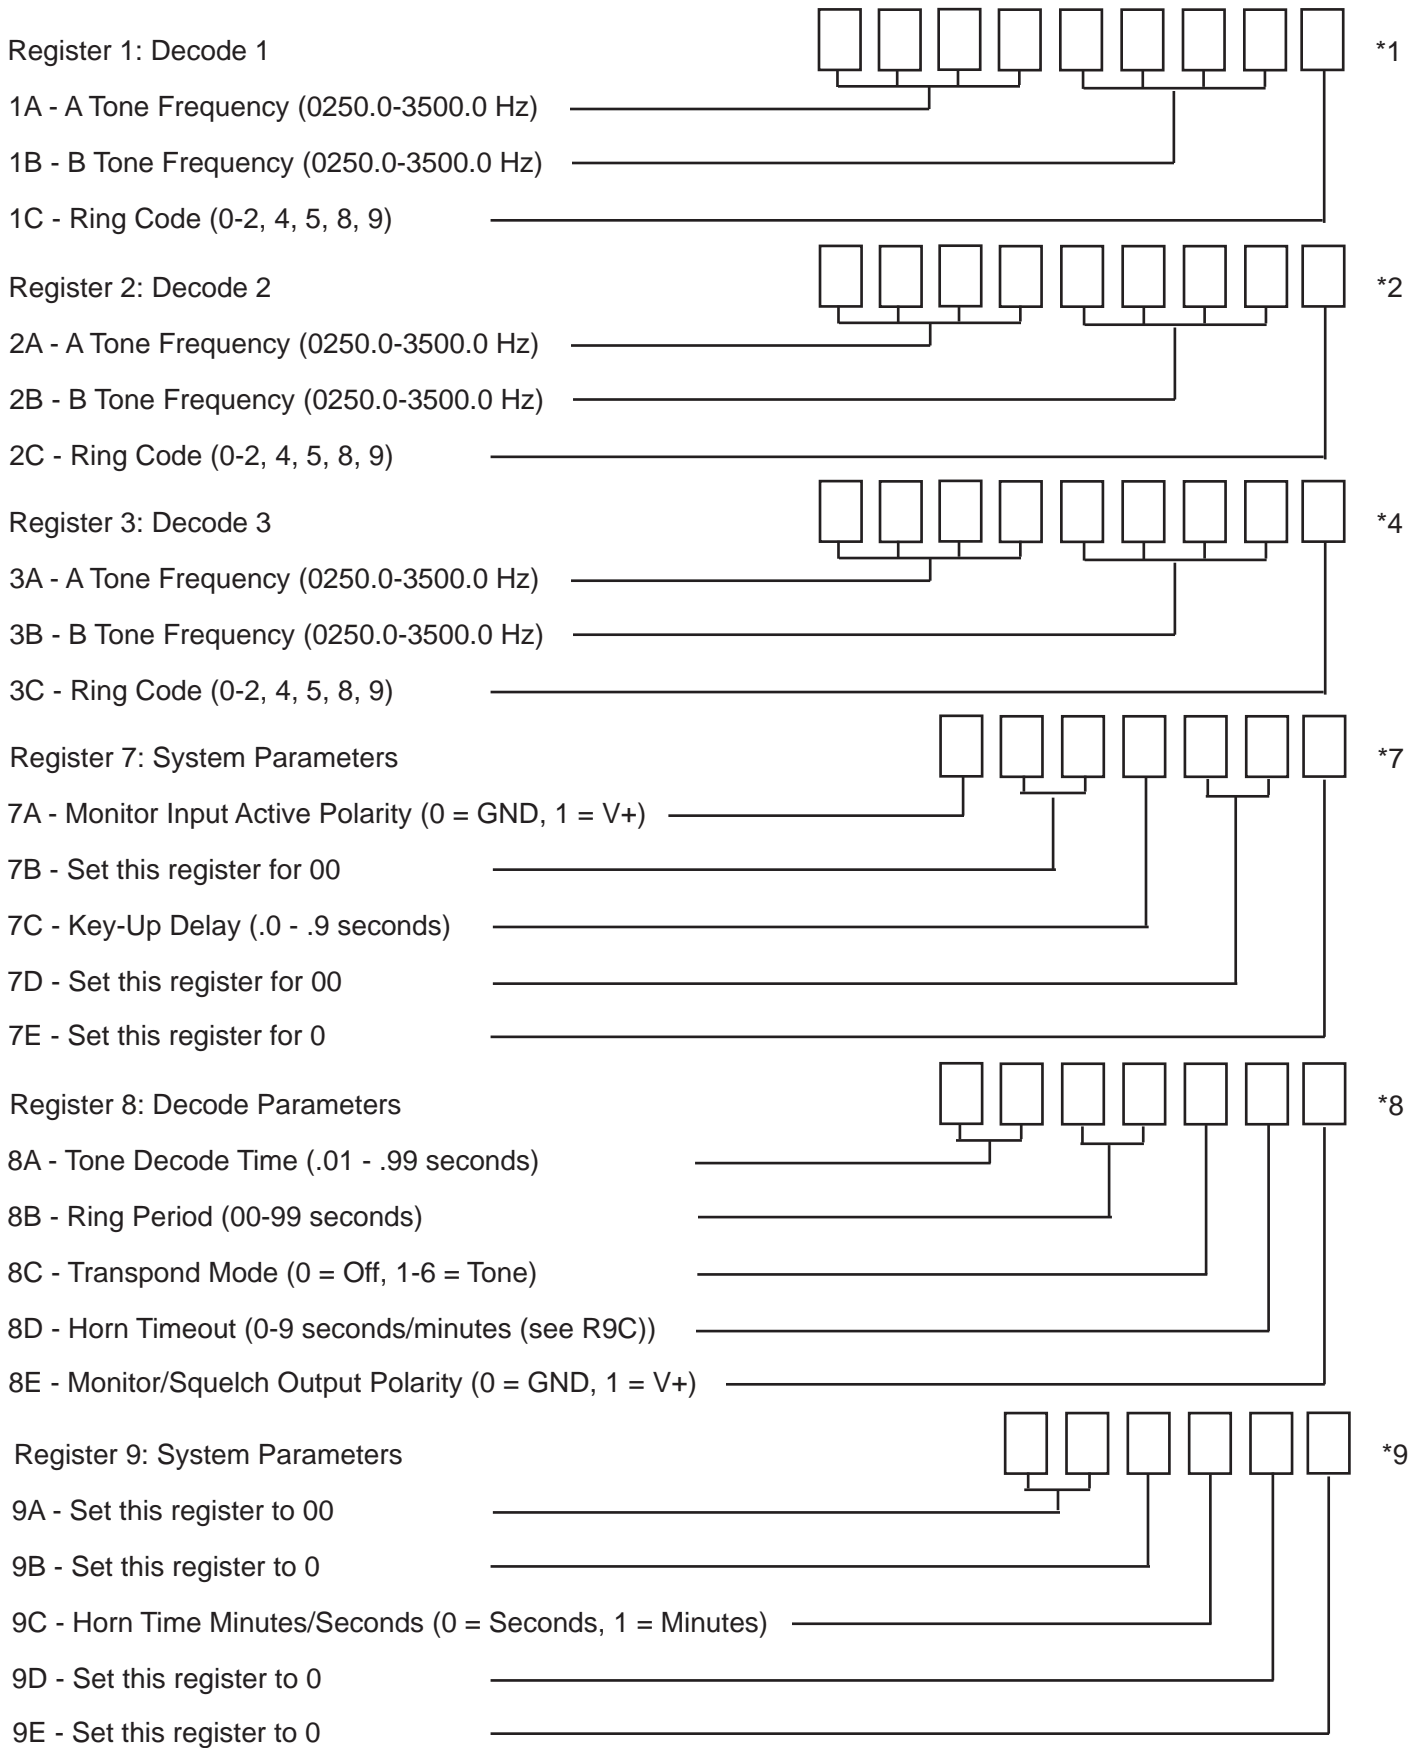 Register 1: Decode 1 *1
1A - A Tone Frequency (0250.0-3500.0 Hz)
1B - B Tone Frequency (0250.0-3500.0 Hz)
1C - Ring Code (0-2, 4, 5, 8, 9)
Register 2: Decode 2 *2
2A - A Tone Frequency (0250.0-3500.0 Hz)
2B - B Tone Frequency (0250.0-3500.0 Hz)
2C - Ring Code (0-2, 4, 5, 8, 9)
Register 3: Decode 3 *4
3A - A Tone Frequency (0250.0-3500.0 Hz)
3B - B Tone Frequency (0250.0-3500.0 Hz)
3C - Ring Code (0-2, 4, 5, 8, 9)
Register 7: System Parameters *7
7A - Monitor Input Active Polarity (0 = GND, 1 = V+)
7B - Set this register for 00
7C - Key-Up Delay (.0 - .9 seconds)
7D - Set this register for 00
7E - Set this register for 0
Register 8: Decode Parameters *8
8A - Tone Decode Time (.01 - .99 seconds)
8B - Ring Period (00-99 seconds)
8C - Transpond Mode (0 = Off, 1-6 = Tone)
8D - Horn Timeout (0-9 seconds/minutes (see R9C))
8E - Monitor/Squelch Output Polarity (0 = GND, 1 = V+)
Register 9: System Parameters *9
9A - Set this register to 00
9B - Set this register to 0
9C - Horn Time Minutes/Seconds (0 = Seconds, 1 = Minutes)
9D - Set this register to 0
9E - Set this register to 0